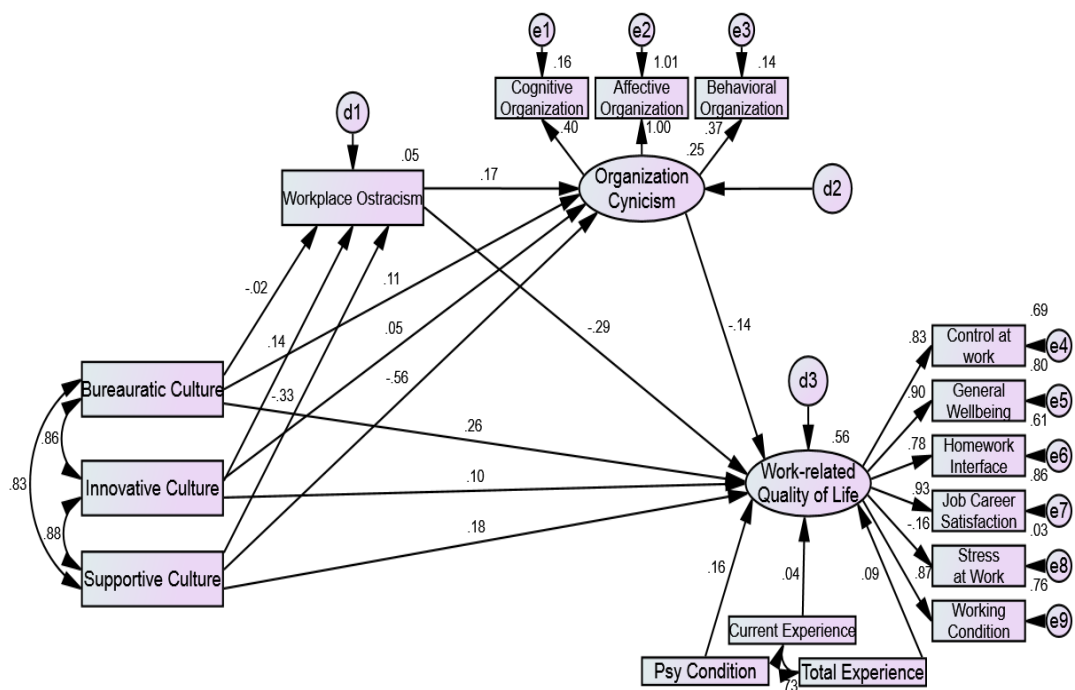 e1
e2
e3
.16
1.01
.14
Cognitive
Organization
Affective
Organization
Behavioral
Organization
.40
1.00
.37
d1
.05
.25
Workplace Ostracism
.17
Organization
Cynicism
d2
-.02
.11
.14
.05
-.33
-.56
-.29
-.14
Bureauratic Culture
.86
.83
Innovative Culture
.88
Supportive Culture
.26
.10
.18
d3
.56
Work-related
Quality of Life
.83
.90
.78
.93
-.16
.87
Control at
work
.69
e4
General
Wellbeing
.80
e5
Homework
Interface
.61
e6
Job Career
Satisfaction
.86
e7
Stress
at Work
.03
e8
Working
Condition
.76
e9
.16
.04
.09
Current Experience
Psy Condition
.73
Total Experience